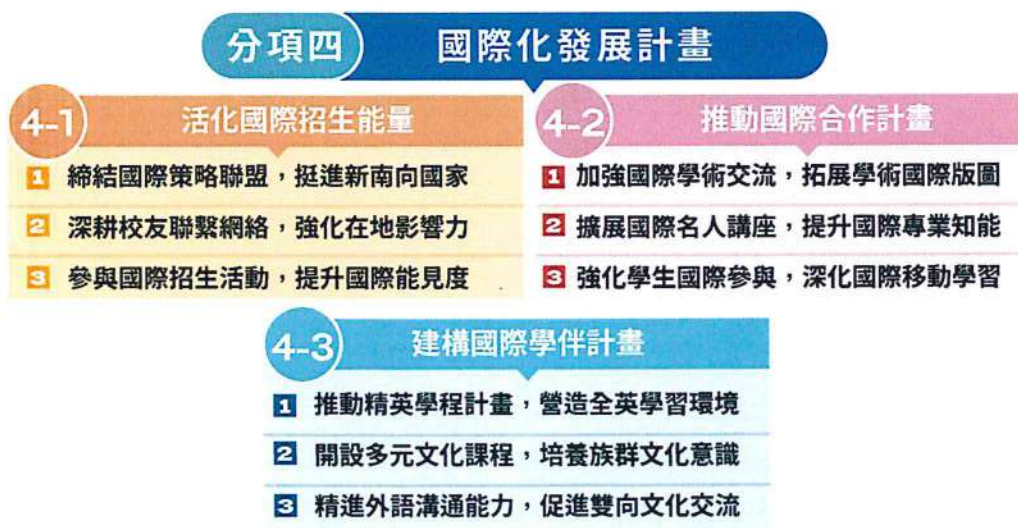 分項四 國際化發展計畫
4-1 活化國際招生能量
1 締結國際策略聯盟，挺進新南向國家
2 深耕校友聯繫網絡，強化在地影響力
3 參與國際招生活動，提升國際能見度
4-2 推動國際合作計畫
1 加強國際學術交流，拓展學術國際版圖
2 擴展國際名人講座，提升國際專業知能
3 強化學生國際參與，深化國際移動學習
4-3 建構國際學伴計畫
1 推動精英學程計畫，營造全英學習環境
2 開設多元文化課程，培養族群文化意識
3 精進外語溝通能力，促進雙向文化交流